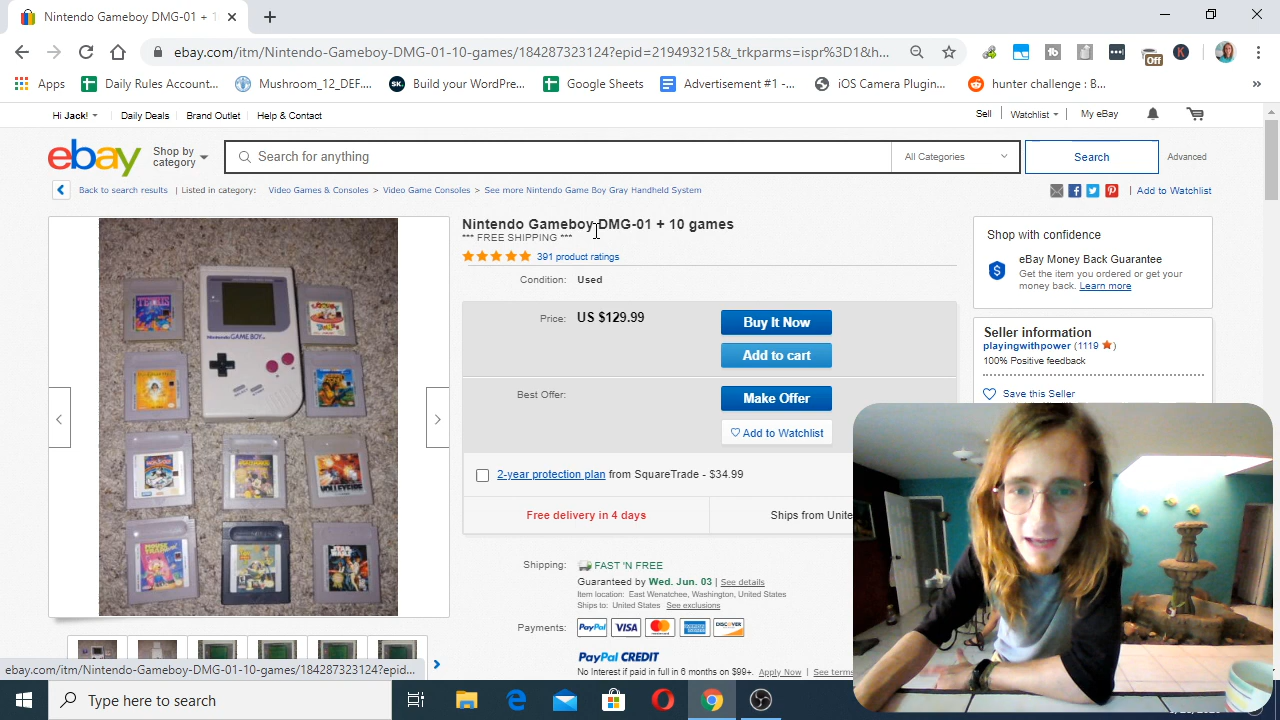 Nintendo Gameboy DMG-01 + 1
ebay.com/itm/Nintendo-Gameboy-DMG-01-10-games/184287323124?epid=219493215&_trkparms=ispr%3D1&h...
Off
Apps
Daily Rules Account...
Mushroom_12_DEF....
Build your WordPre...
Google Sheets
Advertisement #1 -...
iOS Camera Plugin...
hunter challenge : B...
Hi Jack!
Daily Deals
Brand Outlet
Help & Contact
Sell
Watchlist
My eBay
ebay
Shop by
category
Search for anything
All Categories
Search
Advanced
Back to search results
Listed in category:
Video Games & Consoles > Video Game Consoles > See more Nintendo Game Boy Gray Handheld System
Add to Watchlist
Nintendo Gameboy DMG-01 + 10 games
*** FREE SHIPPING ***
391 product ratings
Condition: Used
Price: US $129.99
Buy It Now
Add to cart
Best Offer:
Make Offer
Add to Watchlist
2-year protection plan from SquareTrade - $34.99
Free delivery in 4 days
Ships from Unite
Shipping: FAST 'N FREE
Guaranteed by Wed. Jun. 03 | See details
Item location: East Wenatchee, Washington, United States
Ships to: United States See exclusions
Payments: PayPal VISA MasterCard DISCOVER
PayPal CREDIT
No Interest if paid in full in 6 months on $99+. Apply Now | See terms
Shop with confidence
eBay Money Back Guarantee
Get the item you ordered or get your
money back. Learn more
Seller information
playingwithpower (1119
100% Positive feedback
Save this Seller
Nintendo GAME BOY
TETRIS
VOLLEYFIRE
STAR WARS
ebay.com/itm/Nintendo-Gameboy-DMG-01-10-games/184287323124?epid...
Type here to search